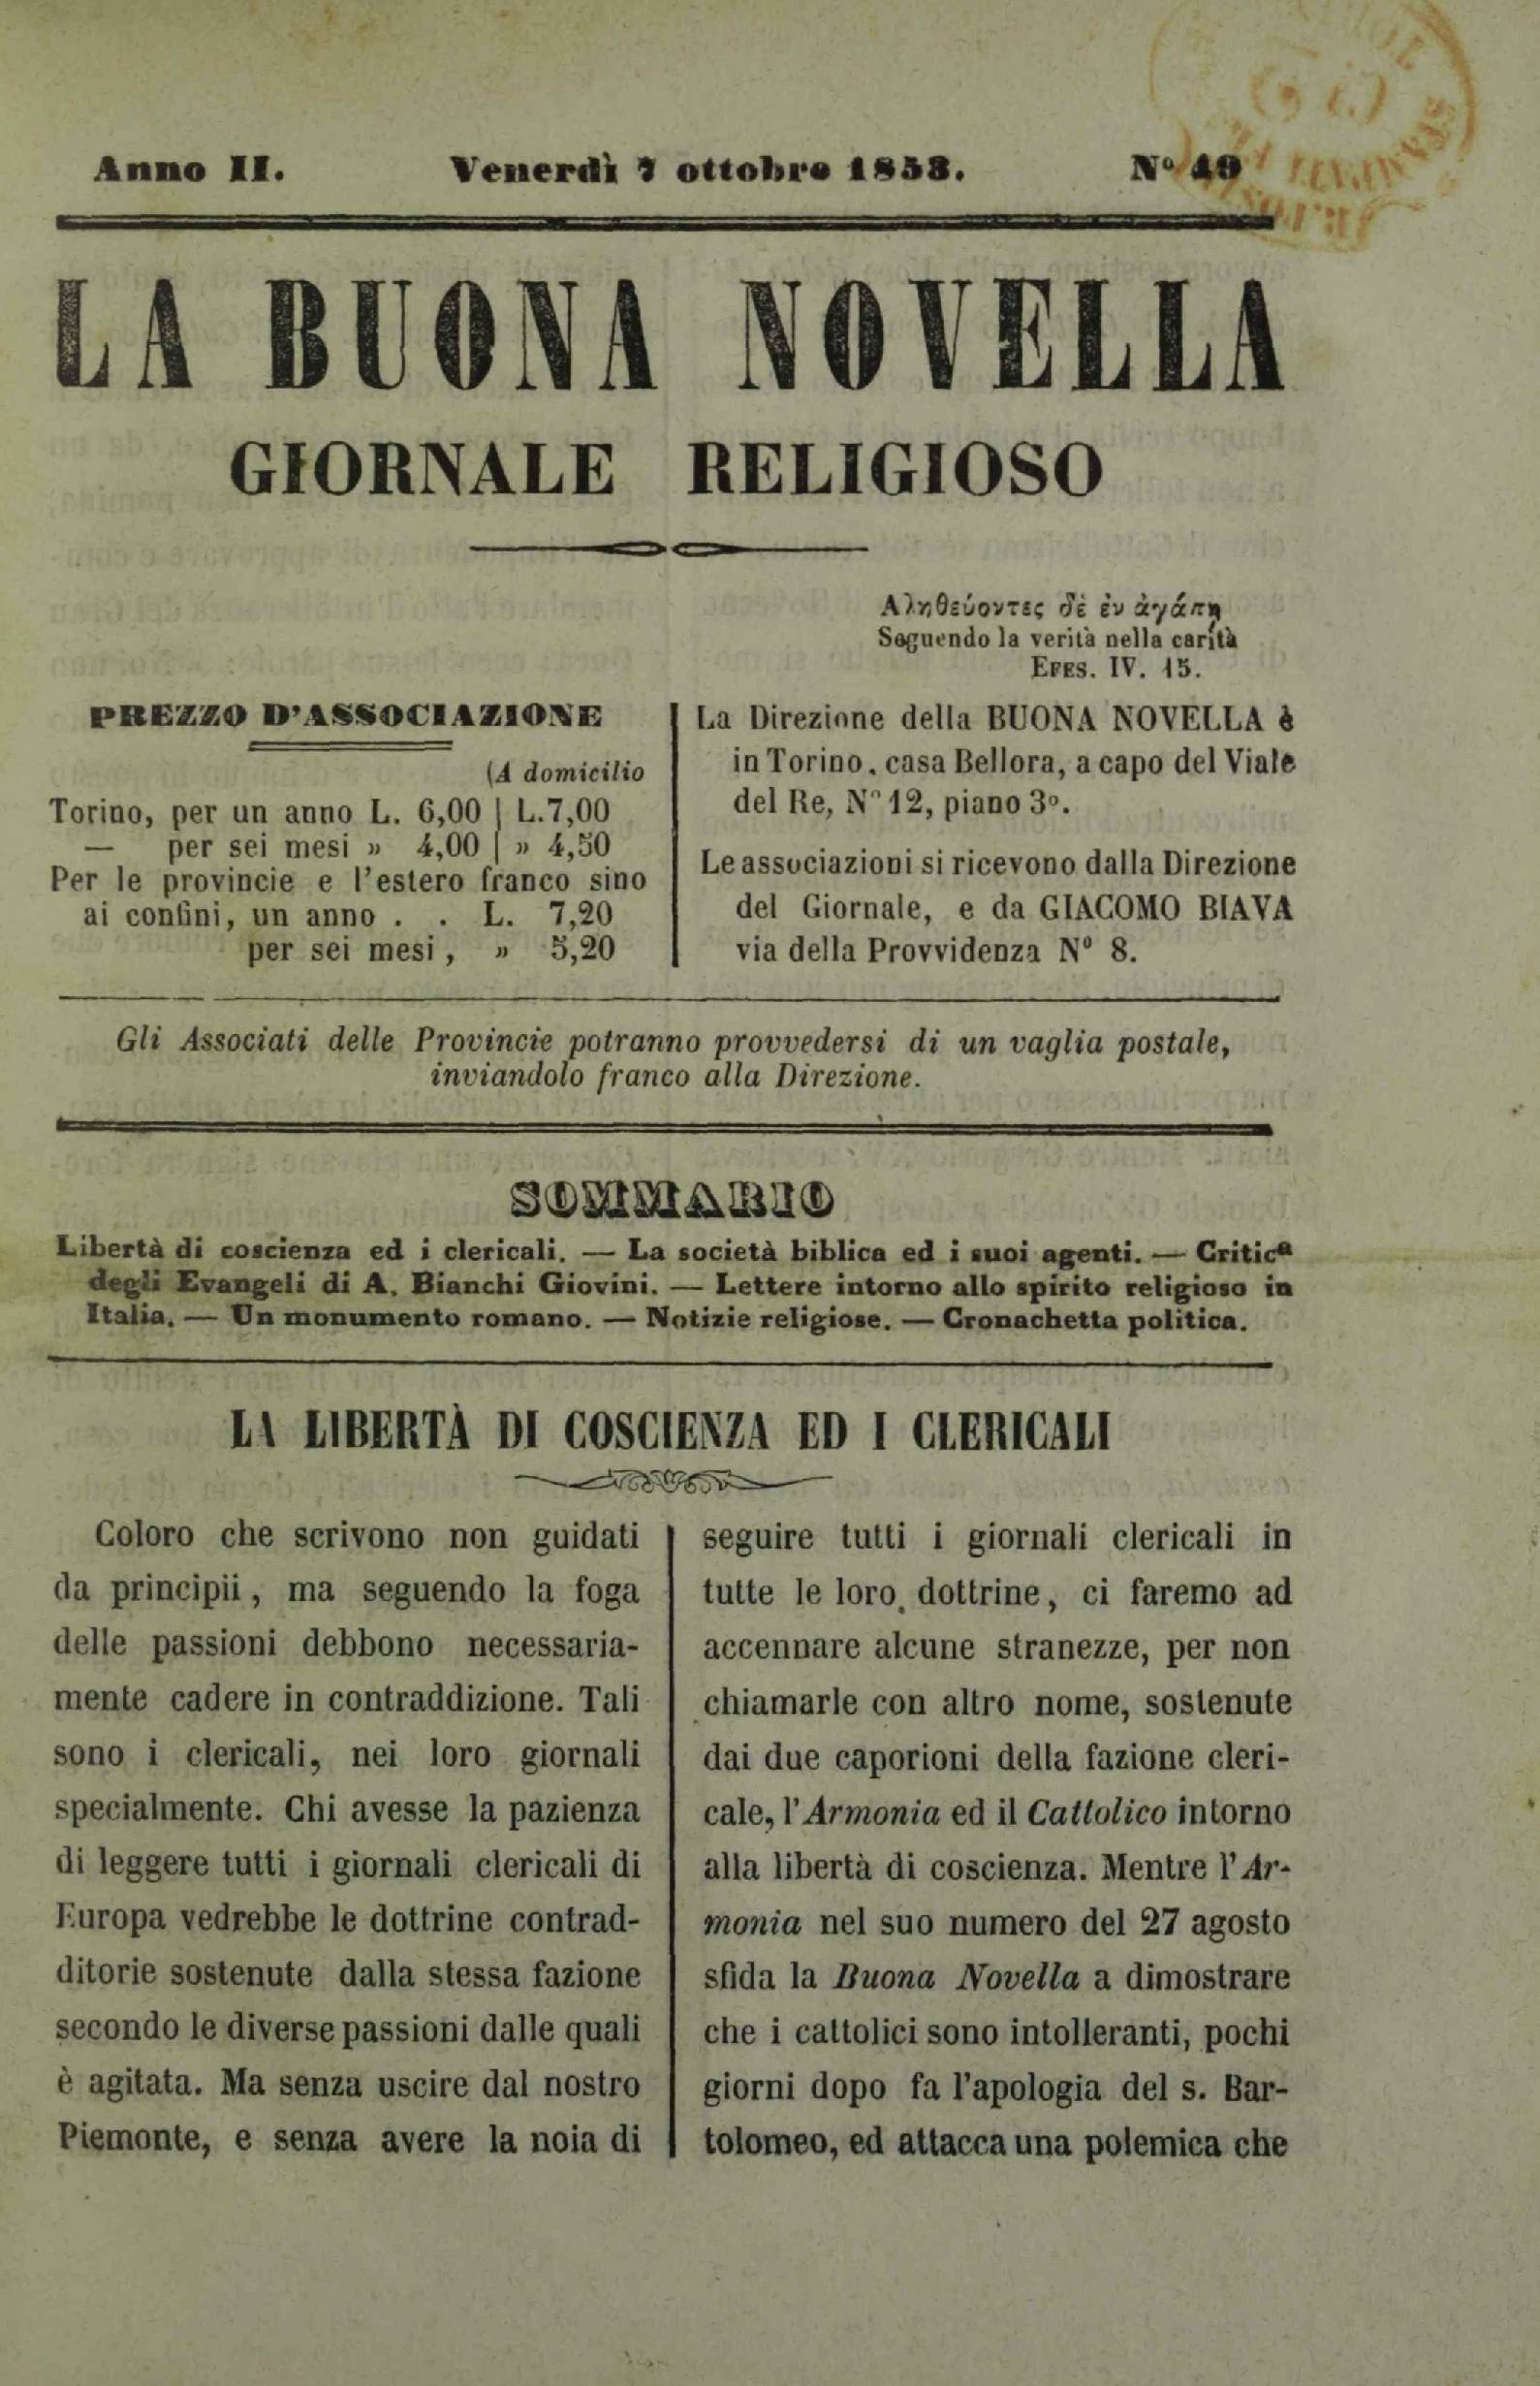 Anno II. Venerdì 7 ottobre 1853. Nº 49
LA BUONA NOVELLA
GIORNALE RELIGIOSO
Αληθεύοντες δὲ ἐν ἀγάπῃ
Seguendo la verità nella carità
EFES. IV. 15.
PREZZO D'ASSOCIAZIONE
(A domicilio
Torino, per un anno L. 6,00 | L.7,00
— per sei mesi » 4,00 | » 4,50
Per le provincie e l'estero franco sino
ai confini, un anno . . L. 7,20
per sei mesi, » 5,20
La Direzione della BUONA NOVELLA è
in Torino, casa Bellora, a capo del Viale
del Re, Nº 12, piano 3º.
Le associazioni si ricevono dalla Direzione
del Giornale, e da GIACOMO BIAVA
via della Provvidenza Nº 8.
Gli Associati delle Provincie potranno provvedersi di un vaglia postale,
inviandolo franco alla Direzione.
SOMMARIO
Libertà di coscienza ed i clericali. — La società biblica ed i suoi agenti. — Critica
degli Evangeli di A. Bianchi Giovini. — Lettere intorno allo spirito religioso in
Italia. — Un monumento romano. — Notizie religiose. — Cronachetta politica.
LA LIBERTÀ DI COSCIENZA ED I CLERICALI
Coloro che scrivono non guidati
da principii, ma seguendo la foga
delle passioni debbono necessaria-
mente cadere in contraddizione. Tali
sono i clericali, nei loro giornali
specialmente. Chi avesse la pazienza
di leggere tutti i giornali clericali di
Europa vedrebbe le dottrine contrad-
ditorie sostenute dalla stessa fazione
secondo le diverse passioni dalle quali
è agitata. Ma senza uscire dal nostro
Piemonte, e senza avere la noia di
seguire tutti i giornali clericali in
tutte le loro dottrine, ci faremo ad
accennare alcune stranezze, per non
chiamarle con altro nome, sostenute
dai due caporioni della fazione cleri-
cale, l'Armonia ed il Cattolico intorno
alla libertà di coscienza. Mentre l'Ar-
monia nel suo numero del 27 agosto
sfida la Buona Novella a dimostrare
che i cattolici sono intolleranti, pochi
giorni dopo fa l'apologia del s. Bar-
tolomeo, ed attacca una polemica che